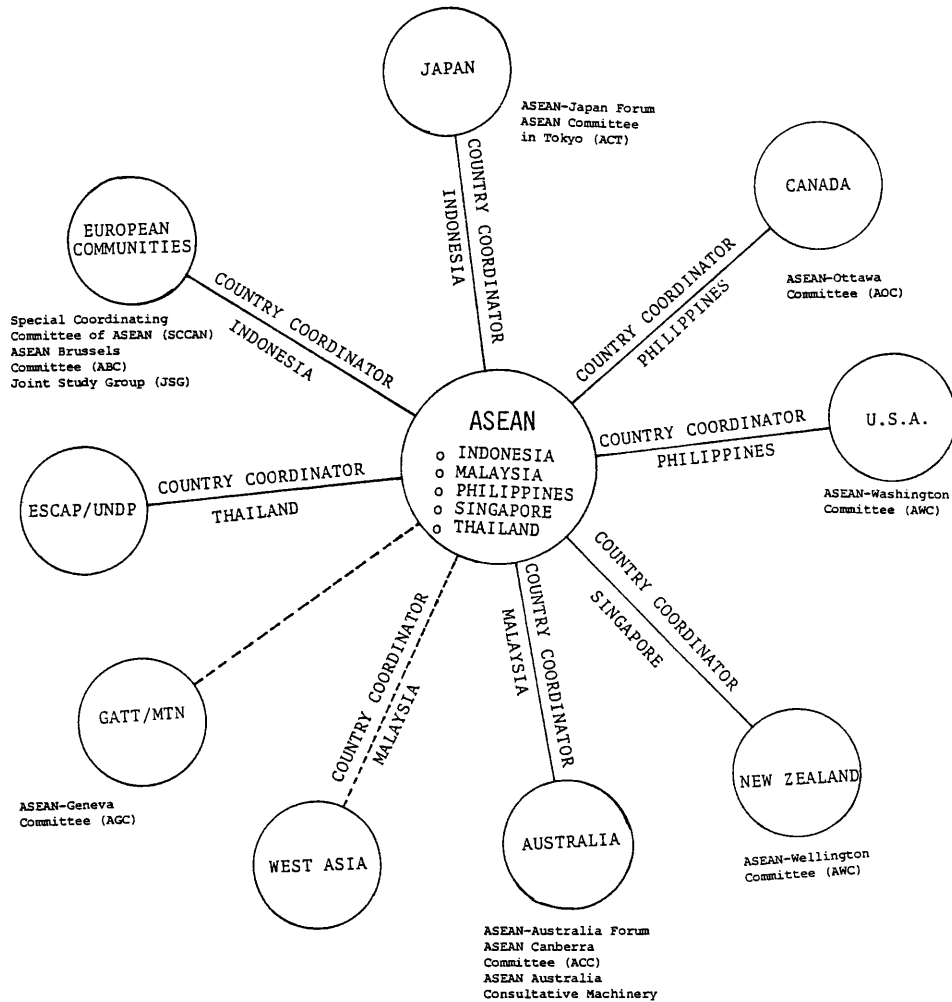 JAPAN
ASEAN-Japan Forum
ASEAN Committee
in Tokyo (ACT)
COUNTRY COORDINATOR
INDONESIA
CANADA
ASEAN-Ottawa
Committee (AOC)
COUNTRY COORDINATOR
PHILIPPINES
EUROPEAN
COMMUNITIES
Special Coordinating
Committee of ASEAN (SCCAN)
ASEAN Brussels
Committee (ABC)
Joint Study Group (JSG)
COUNTRY COORDINATOR
INDONESIA
ASEAN
o INDONESIA
o MALAYSIA
o PHILIPPINES
o SINGAPORE
o THAILAND
U.S.A.
COUNTRY COORDINATOR
PHILIPPINES
ASEAN-Washington
Committee (AWC)
ESCAP/UNDP
COUNTRY COORDINATOR
THAILAND
COUNTRY COORDINATOR
SINGAPORE
NEW ZEALAND
ASEAN-Wellington
Committee (AWC)
GATT/MTN
ASEAN-Geneva
Committee (AGC)
COUNTRY COORDINATOR
MALAYSIA
WEST ASIA
COUNTRY COORDINATOR
MALAYSIA
AUSTRALIA
ASEAN-Australia Forum
ASEAN Canberra
Committee (ACC)
ASEAN Australia
Consultative Machinery